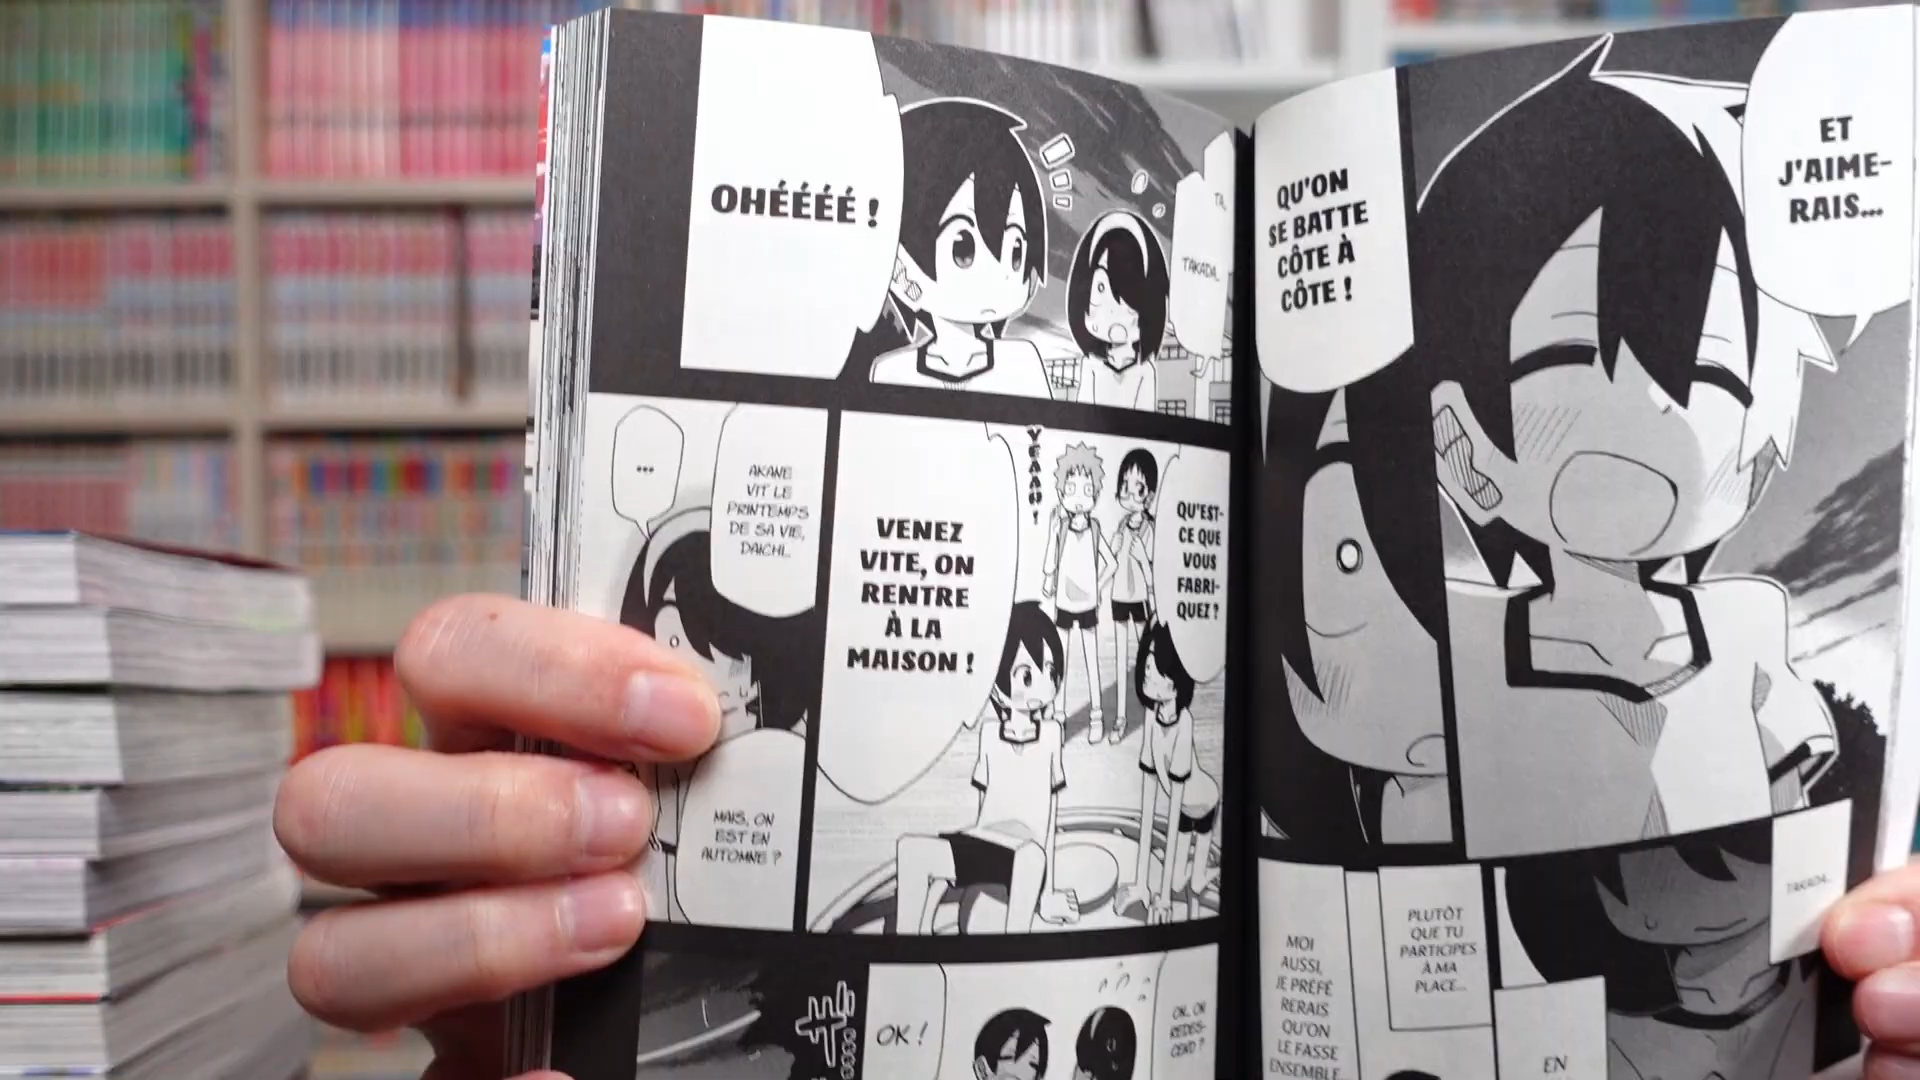 ET
J'AIME-
RAIS...
QU'ON
SE BATTE
CÔTE À
CÔTE !
TAKADA...
PLUTÔT
QUE TU
PARTICIPES
À MA
PLACE...
MOI
AUSSI,
JE PRÉFÉ
RERAIS
QU'ON
LE FASSE
ENSEMBLE
EN
TA...
TAKADA...
OHÉÉÉÉ !
QU'EST-
CE QUE
VOUS
FABRI-
QUEZ ?
YEAAH !
VENEZ
VITE, ON
RENTRE
À LA
MAISON !
AKANE
VIT LE
PRINTEMPS
DE SA VIE,
DAICHI...
...
MAIS, ON
EST EN
AUTOMNE ?
OK... ON
REDES-
CEND ?
OK !